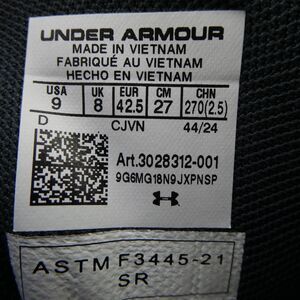 UNDER ARMOUR
MADE IN VIETNAM
FABRIQUÉ AU VIETNAM
HECHO EN VIETNAM
USA UK EUR CM CHN
9 8 42.5 27 270(2.5)
D CJVN 44/24
Art.3028312-001
9G6MG18N9JXPNSP
ASTM F3445-21
SR